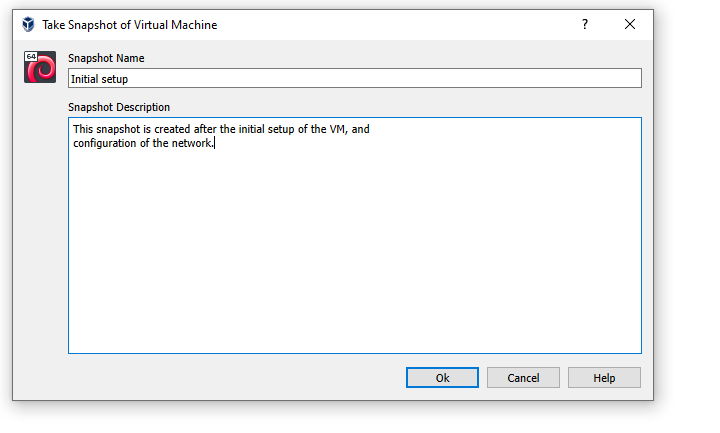 Take Snapshot of Virtual Machine
?
64
Snapshot Name
Initial setup
Snapshot Description
This snapshot is created after the initial setup of the VM, and
configuration of the network.
Ok Cancel Help